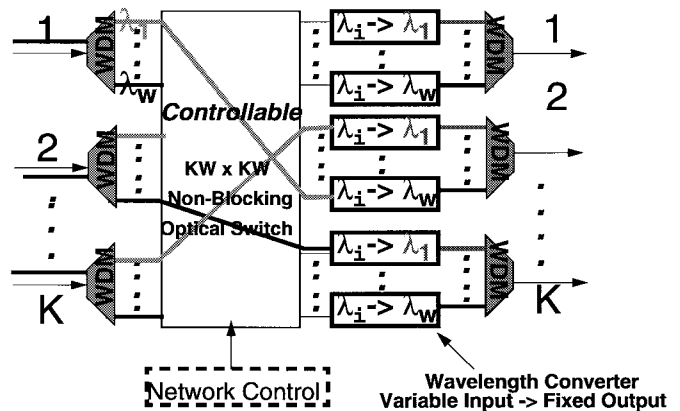 1
WDM
λ1
λw
2
WDM
K
WDM
Controllable
KW x KW
Non-Blocking
Optical Switch
λi-> λ1
λi-> λw
λi-> λ1
λi-> λw
λi-> λ1
λi-> λw
WDM
1
WDM
2
WDM
K
Network Control
Wavelength Converter
Variable Input -> Fixed Output